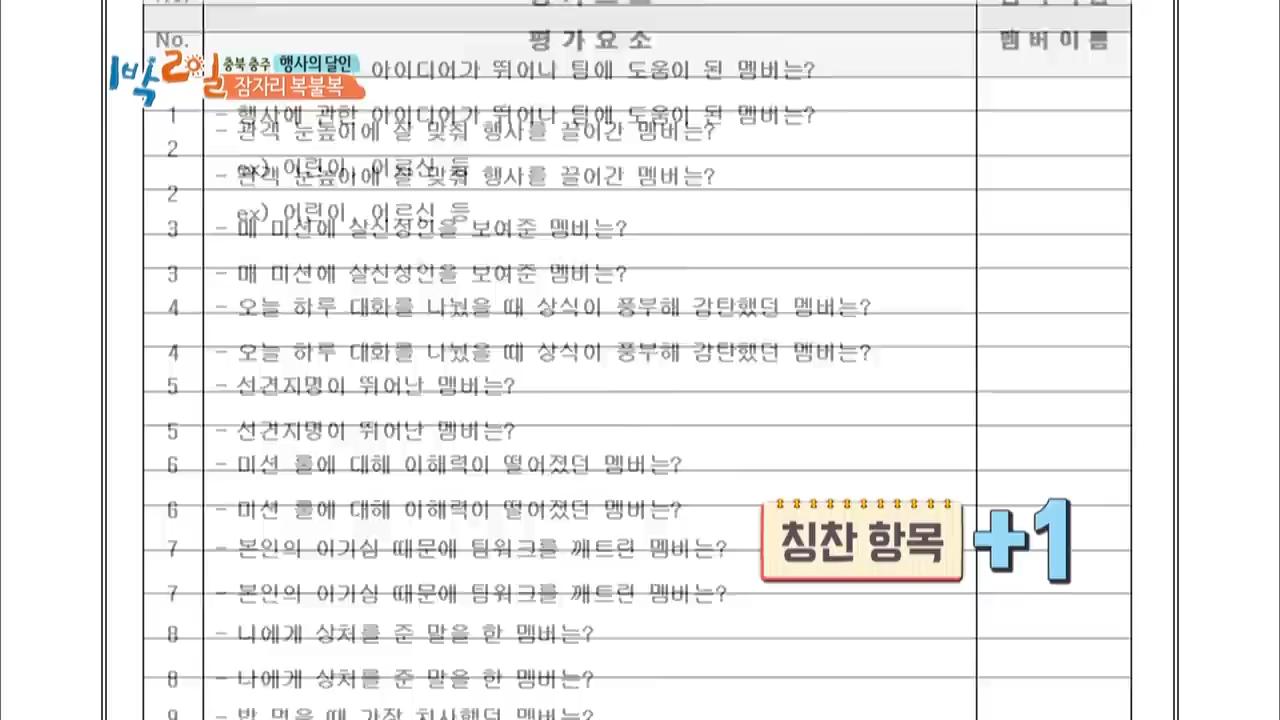 No. 평가요소 멤버이름
1박2일 충북 충주 행사의 달인
잠자리 복불복
아이디어가 뛰어나 팀에 도움이 된 멤버는?
1 - 행사에 관한 아이디어가 뛰어나 팀에 도움이 된 멤버는?
2 - 관객 눈높이에 잘 맞춰 행사를 끌어간 멤버는?
ex) 어린이, 어르신 등
2 - 관객 눈높이에 잘 맞춰 행사를 끌어간 멤버는?
ex) 어린이, 어르신 등
3 - 매 미션에 살신성인을 보여준 멤버는?
3 - 매 미션에 살신성인을 보여준 멤버는?
4 - 오늘 하루 대화를 나눴을 때 상식이 풍부해 감탄했던 멤버는?
4 - 오늘 하루 대화를 나눴을 때 상식이 풍부해 감탄했던 멤버는?
5 - 선견지명이 뛰어난 멤버는?
5 - 선견지명이 뛰어난 멤버는?
6 - 미션 룰에 대해 이해력이 떨어졌던 멤버는?
6 - 미션 룰에 대해 이해력이 떨어졌던 멤버는?
칭찬 항목 +1
7 - 본인의 이기심 때문에 팀워크를 깨트린 멤버는?
7 - 본인의 이기심 때문에 팀워크를 깨트린 멤버는?
8 - 나에게 상처를 준 말을 한 멤버는?
8 - 나에게 상처를 준 말을 한 멤버는?
9 - 밥 먹을 때 가장 치사했던 멤버는?